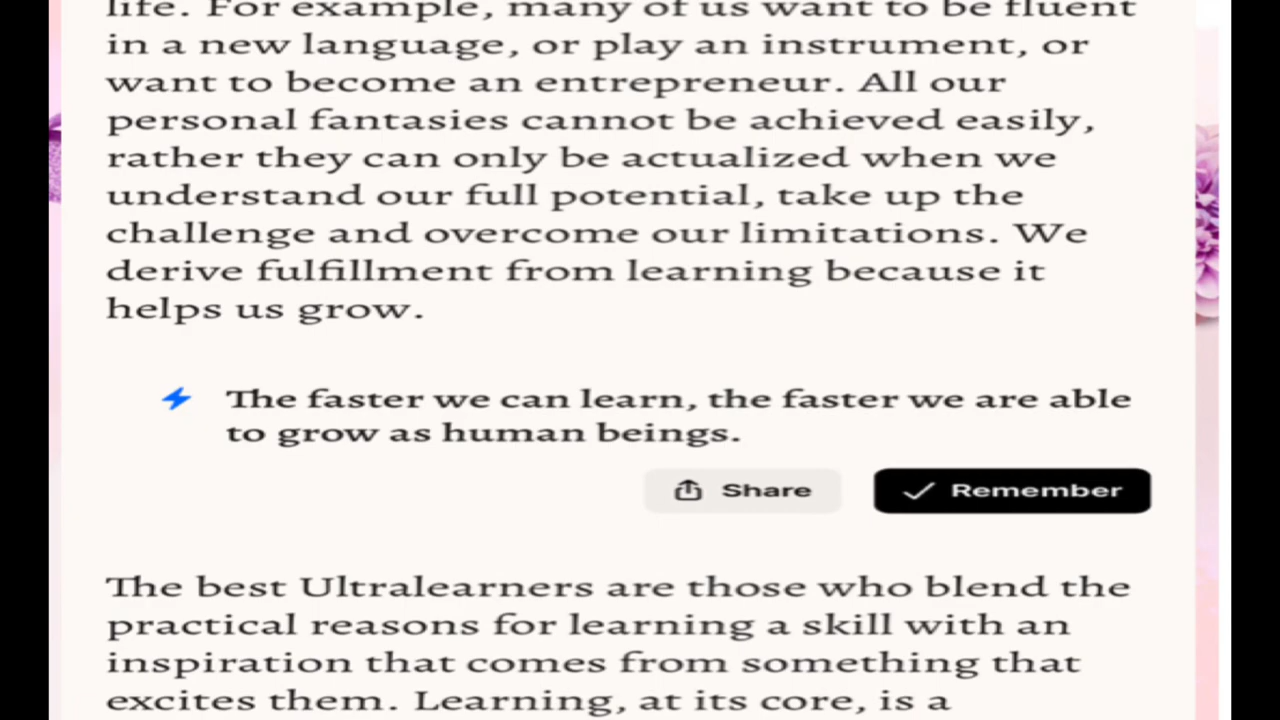 life. For example, many of us want to be fluent
in a new language, or play an instrument, or
want to become an entrepreneur. All our
personal fantasies cannot be achieved easily,
rather they can only be actualized when we
understand our full potential, take up the
challenge and overcome our limitations. We
derive fulfillment from learning because it
helps us grow.
The faster we can learn, the faster we are able
to grow as human beings.
Share
Remember
The best Ultralearners are those who blend the
practical reasons for learning a skill with an
inspiration that comes from something that
excites them. Learning, at its core, is a